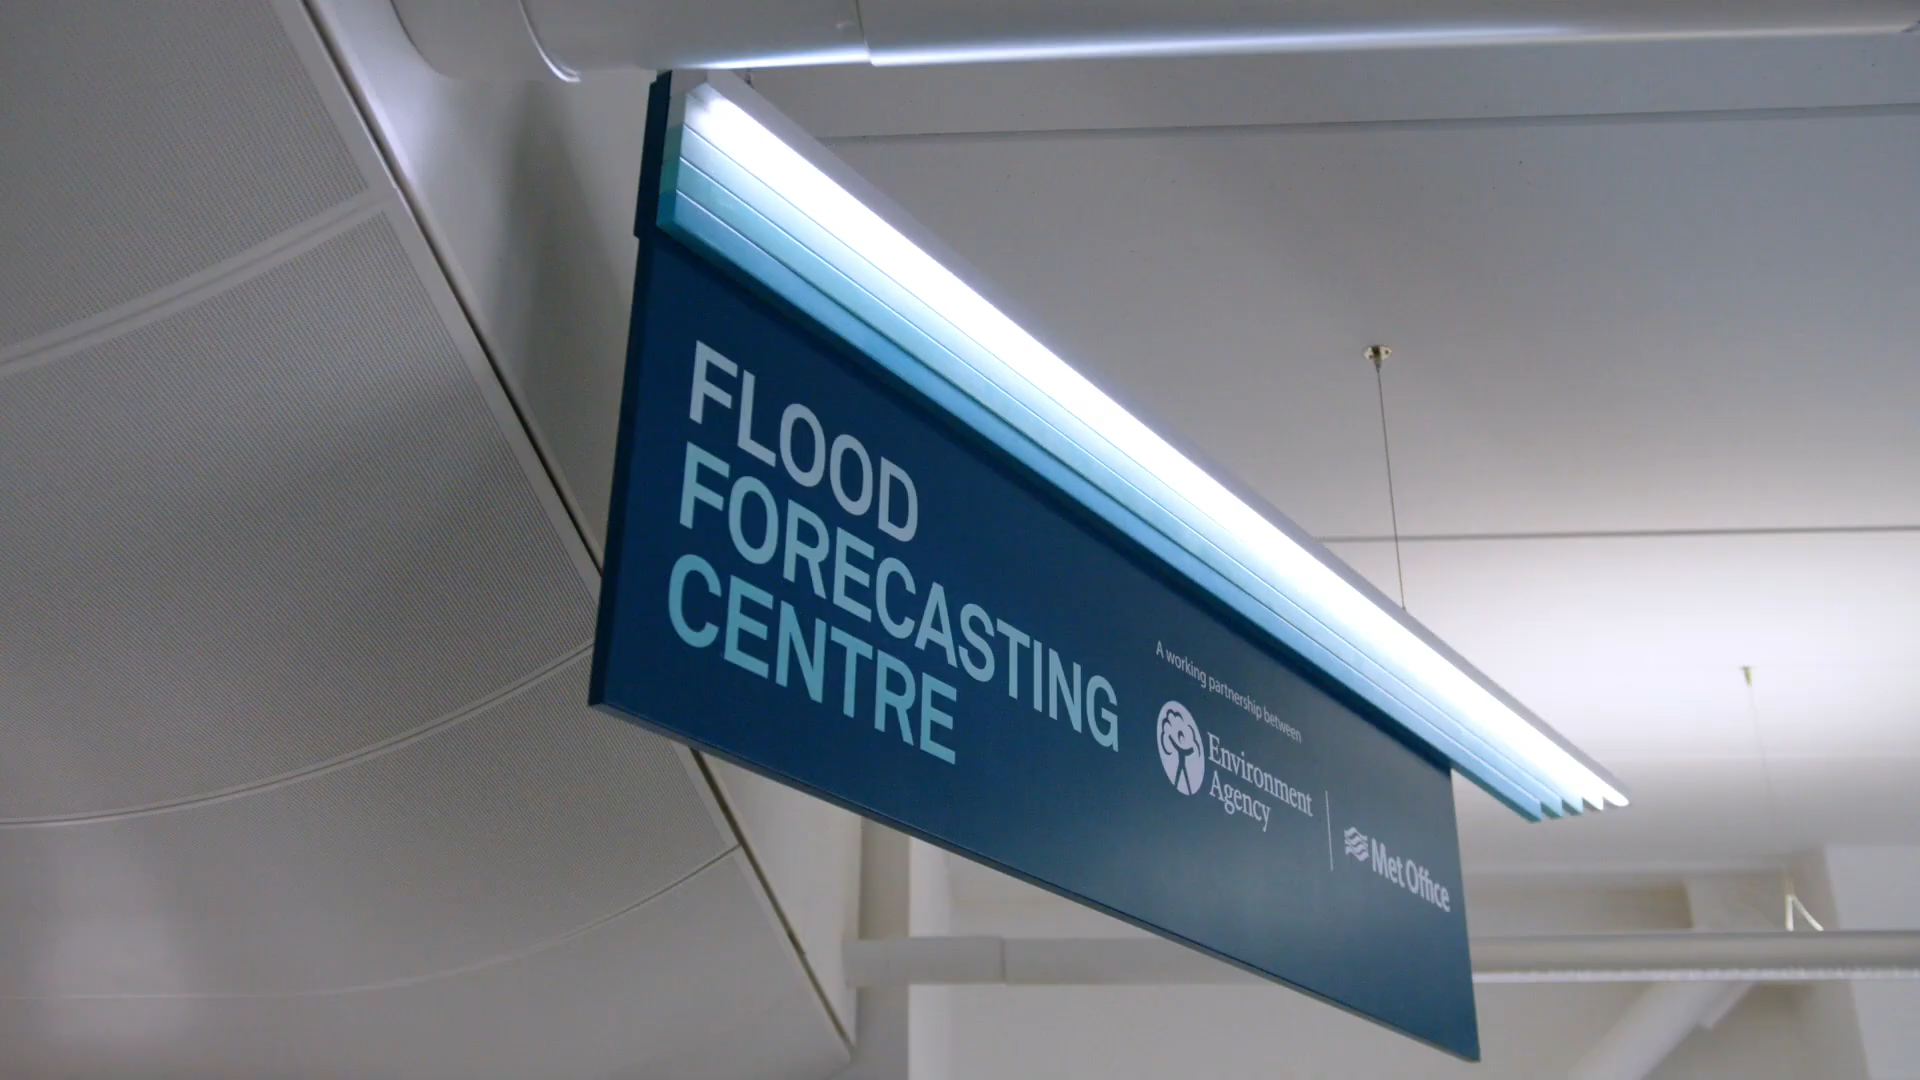 FLOOD
FORECASTING
CENTRE
A working partnership between
Environment
Agency
Met Office